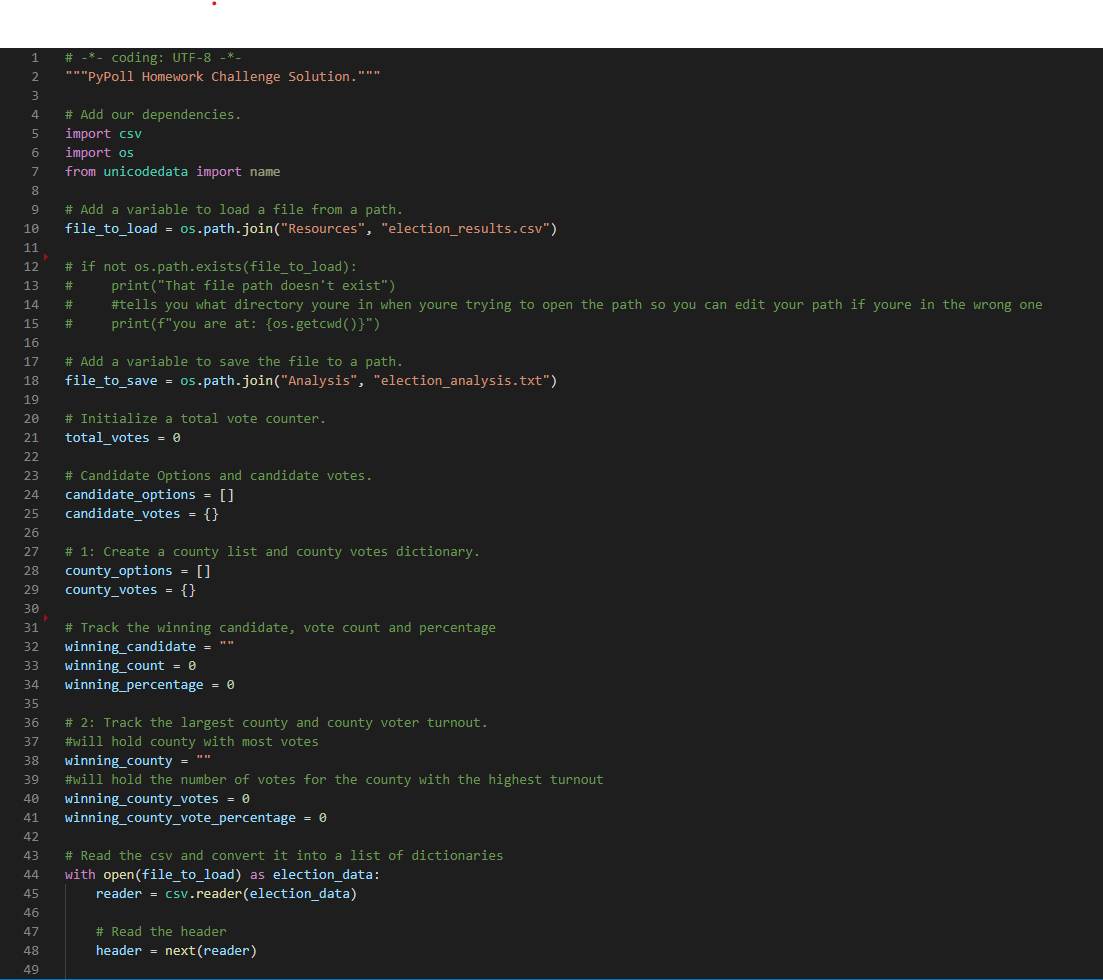 1 # -*- coding: UTF-8 -*-
2 """PyPoll Homework Challenge Solution."""
3
4 # Add our dependencies.
5 import csv
6 import os
7 from unicodedata import name
8
9 # Add a variable to load a file from a path.
10 file_to_load = os.path.join("Resources", "election_results.csv")
11
12 # if not os.path.exists(file_to_load):
13 #     print("That file path doesn't exist")
14 #     #tells you what directory youre in when youre trying to open the path so you can edit your path if youre in the wrong one
15 #     print(f"you are at: {os.getcwd()}")
16
17 # Add a variable to save the file to a path.
18 file_to_save = os.path.join("Analysis", "election_analysis.txt")
19
20 # Initialize a total vote counter.
21 total_votes = 0
22
23 # Candidate Options and candidate votes.
24 candidate_options = []
25 candidate_votes = {}
26
27 # 1: Create a county list and county votes dictionary.
28 county_options = []
29 county_votes = {}
30
31 # Track the winning candidate, vote count and percentage
32 winning_candidate = ""
33 winning_count = 0
34 winning_percentage = 0
35
36 # 2: Track the largest county and county voter turnout.
37 #will hold county with most votes
38 winning_county = ""
39 #will hold the number of votes for the county with the highest turnout
40 winning_county_votes = 0
41 winning_county_vote_percentage = 0
42
43 # Read the csv and convert it into a list of dictionaries
44 with open(file_to_load) as election_data:
45     reader = csv.reader(election_data)
46
47     # Read the header
48     header = next(reader)
49